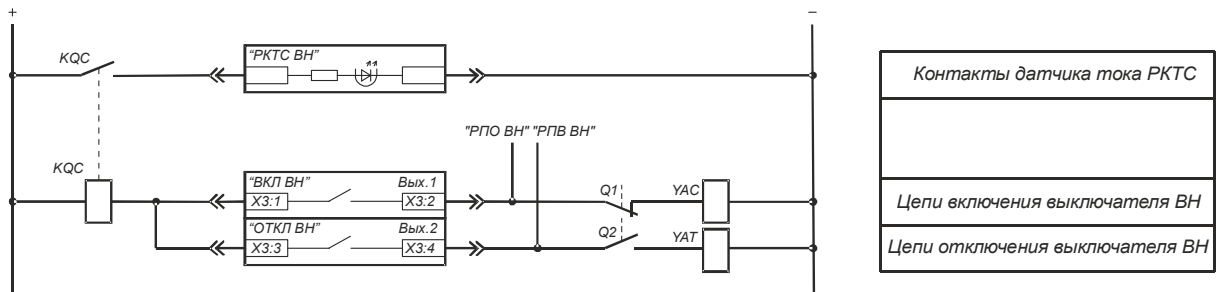 +
–
KQC
“РКТС ВН”
Контакты датчика тока РКТС
"РПО ВН" "РПВ ВН"
KQC
“ВКЛ ВН” Вых.1
X3:1 X3:2
Q1
YAC
Цепи включения выключателя ВН
“ОТКЛ ВН” Вых.2
X3:3 X3:4
Q2
YAT
Цепи отключения выключателя ВН